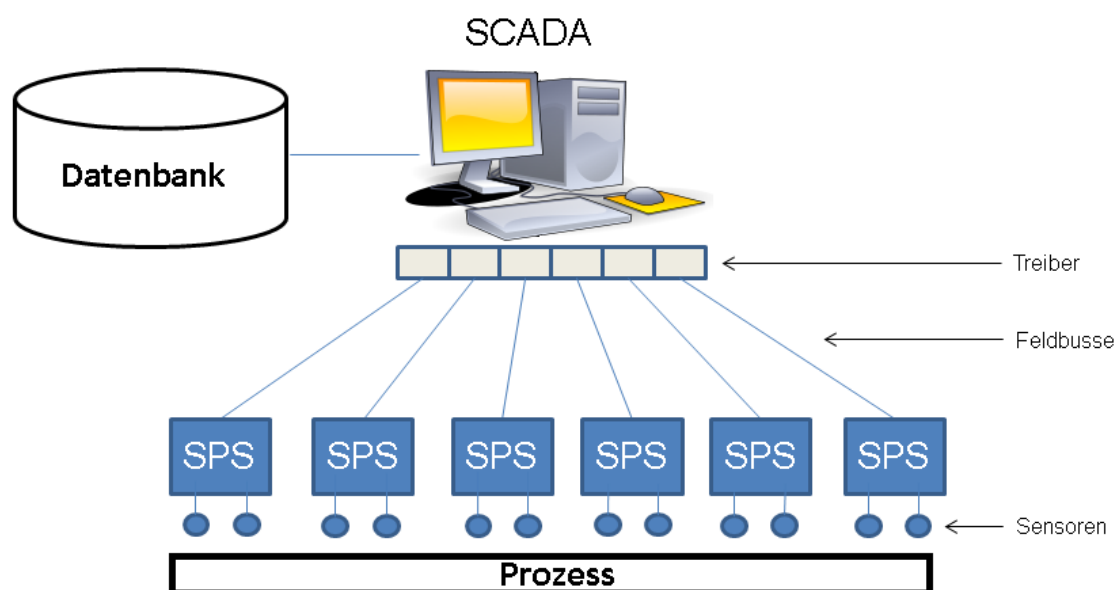 SCADA
Datenbank
Treiber
Feldbusse
SPS SPS SPS SPS SPS SPS
Sensoren
Prozess